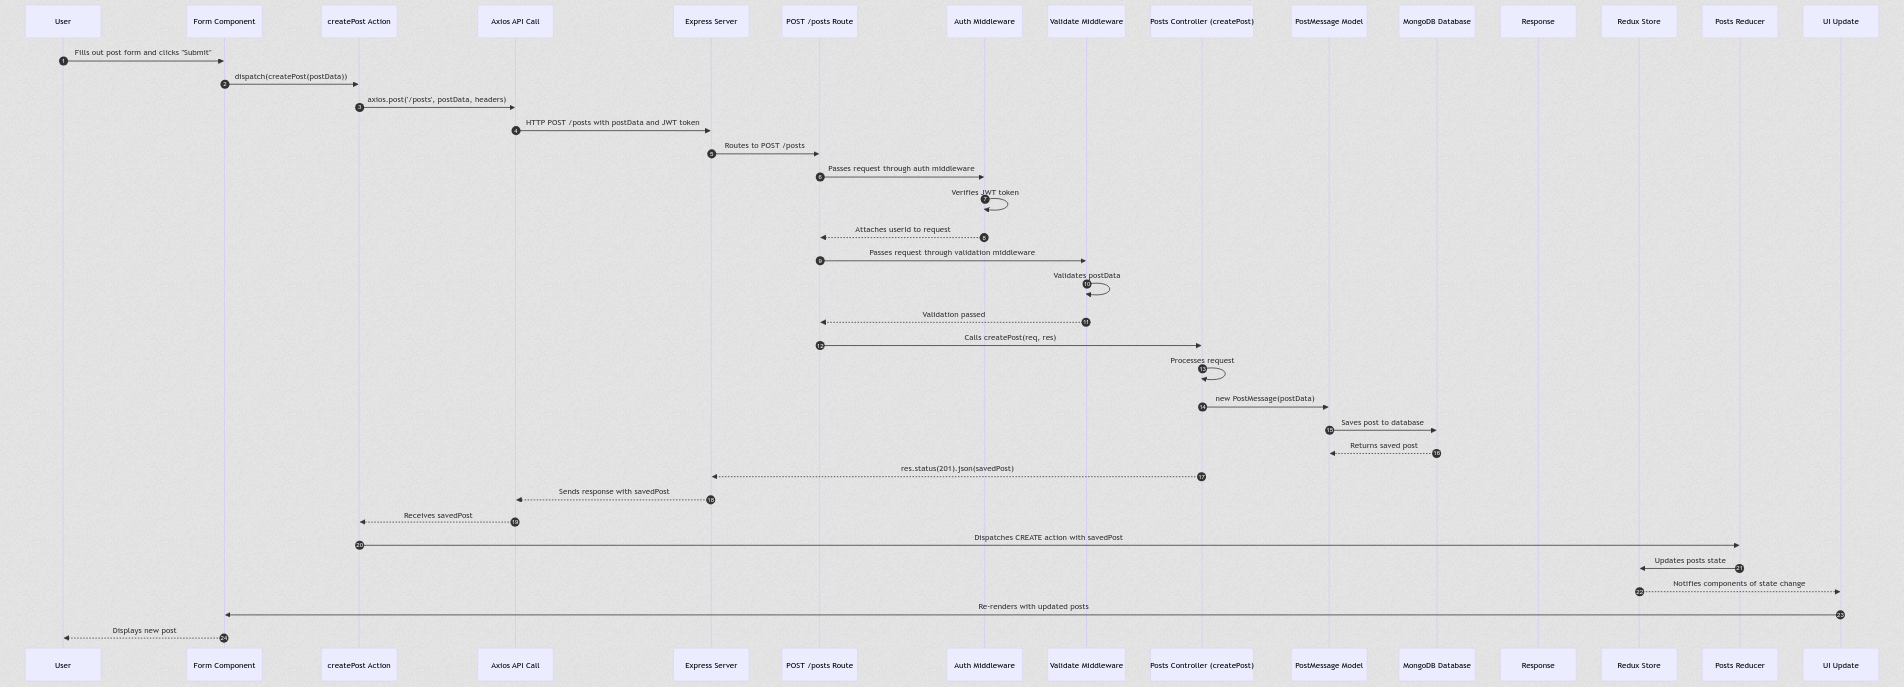 User
Form Component
createPost Action
Axios API Call
Express Server
POST /posts Route
Auth Middleware
Validate Middleware
Posts Controller (createPost)
PostMessage Model
MongoDB Database
Response
Redux Store
Posts Reducer
UI Update
1
Fills out post form and clicks "Submit"
2
dispatch(createPost(postData))
3
axios.post('/posts', postData, headers)
4
HTTP POST /posts with postData and JWT token
5
Routes to POST /posts
6
Passes request through auth middleware
7
Verifies JWT token
8
Attaches userId to request
9
Passes request through validation middleware
10
Validates postData
11
Validation passed
12
Calls createPost(req, res)
13
Processes request
14
new PostMessage(postData)
15
Saves post to database
16
Returns saved post
17
res.status(201).json(savedPost)
18
Sends response with savedPost
19
Receives savedPost
20
Dispatches CREATE action with savedPost
21
Updates posts state
22
Notifies components of state change
23
Re-renders with updated posts
24
Displays new post
User
Form Component
createPost Action
Axios API Call
Express Server
POST /posts Route
Auth Middleware
Validate Middleware
Posts Controller (createPost)
PostMessage Model
MongoDB Database
Response
Redux Store
Posts Reducer
UI Update